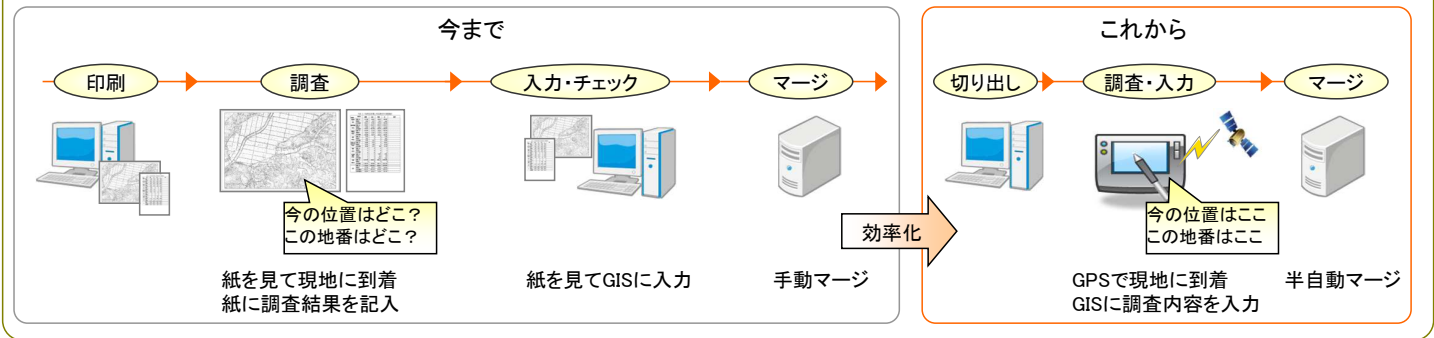 今まで
印刷
調査
入力・チェック
マージ
今の位置はどこ?
この地番はどこ?
紙を見て現地に到着
紙に調査結果を記入
紙を見てGISに入力
手動マージ
効率化
これから
切り出し
調査・入力
マージ
今の位置はここ
この地番はここ
GPSで現地に到着
GISに調査内容を入力
半自動マージ